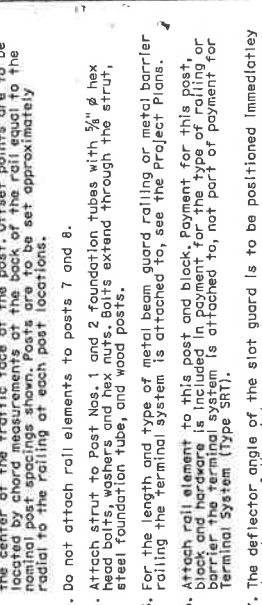 the center of the traffic face of the post. Offset points are to be
located by chord measurements at the back of the rail equal to the
nominal post spacings shown. Posts are to be set approximately
radial to the railing at each post locations.
. Do not attach rail elements to posts 7 and 8.
. Attach strut to Post Nos. 1 and 2 foundation tubes with 5/8" ø hex
head bolts, washers and hex nuts. Bolts extend through the strut,
steel foundation tube, and wood posts.
. For the length and type of metal beam guard railing or metal barrier
railing the terminal system is attached to, see the Project Plans.
. Attach rail element to this post and block. Payment for this post,
block and hardware is included in payment for the type of railing or
barrier the terminal system is attached to, not part of payment for
Terminal System (Type SRT).
. The deflector angle of the slot guard is to be positioned immediatley